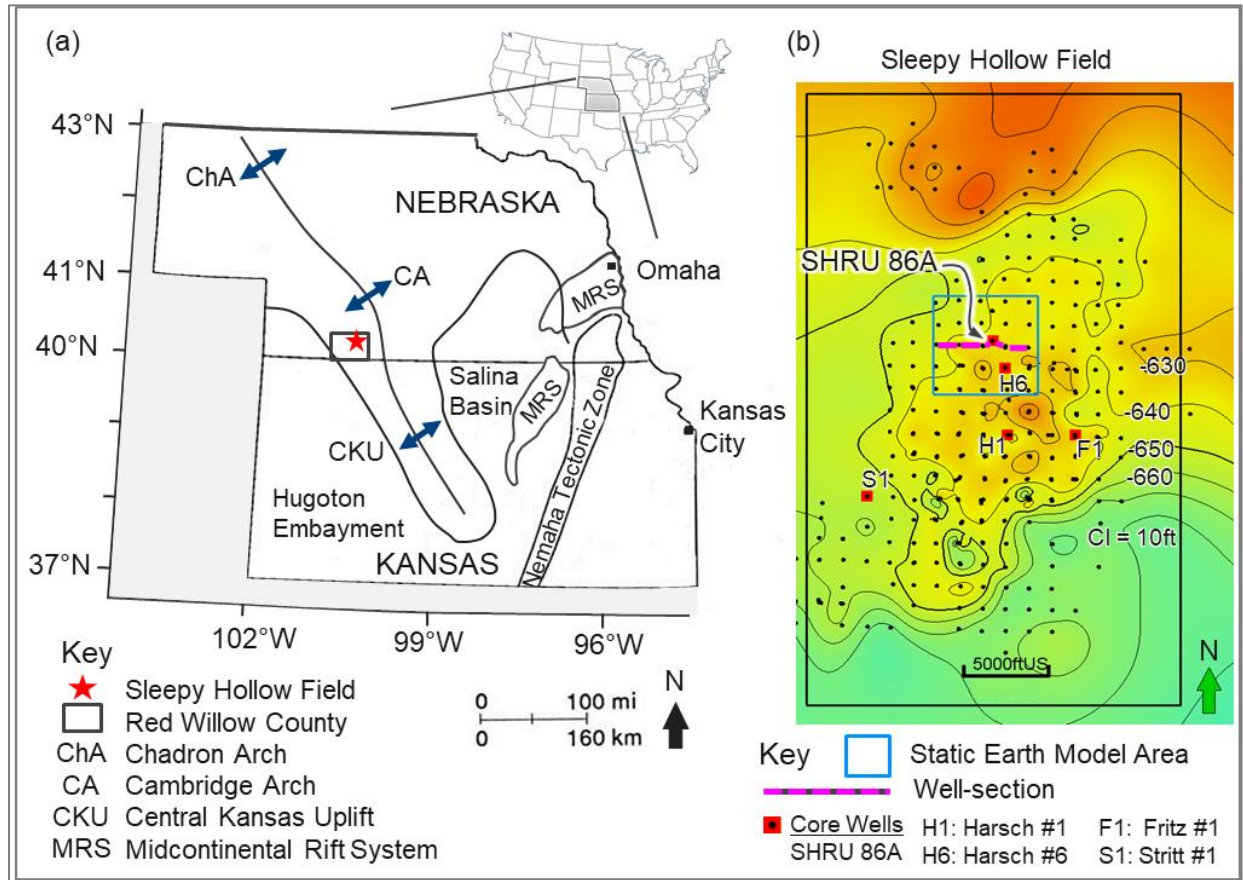 (a)
43°N
ChA
NEBRASKA
41°N
CA
Omaha
MRS
40°N
Salina
Basin
MRS
Nemaha Tectonic Zone
Kansas
City
CKU
Hugoton
Embayment
KANSAS
37°N
102°W
99°W
96°W
Key
Sleepy Hollow Field
Red Willow County
ChA Chadron Arch
CA Cambridge Arch
CKU Central Kansas Uplift
MRS Midcontinental Rift System
0 100 mi
0 160 km
N
(b)
Sleepy Hollow Field
SHRU 86A
H6
-630
-640
H1
F1
-650
-660
S1
CI = 10ft
5000ftUS
N
Key
Static Earth Model Area
Well-section
Core Wells H1: Harsch #1 F1: Fritz #1
SHRU 86A H6: Harsch #6 S1: Stritt #1